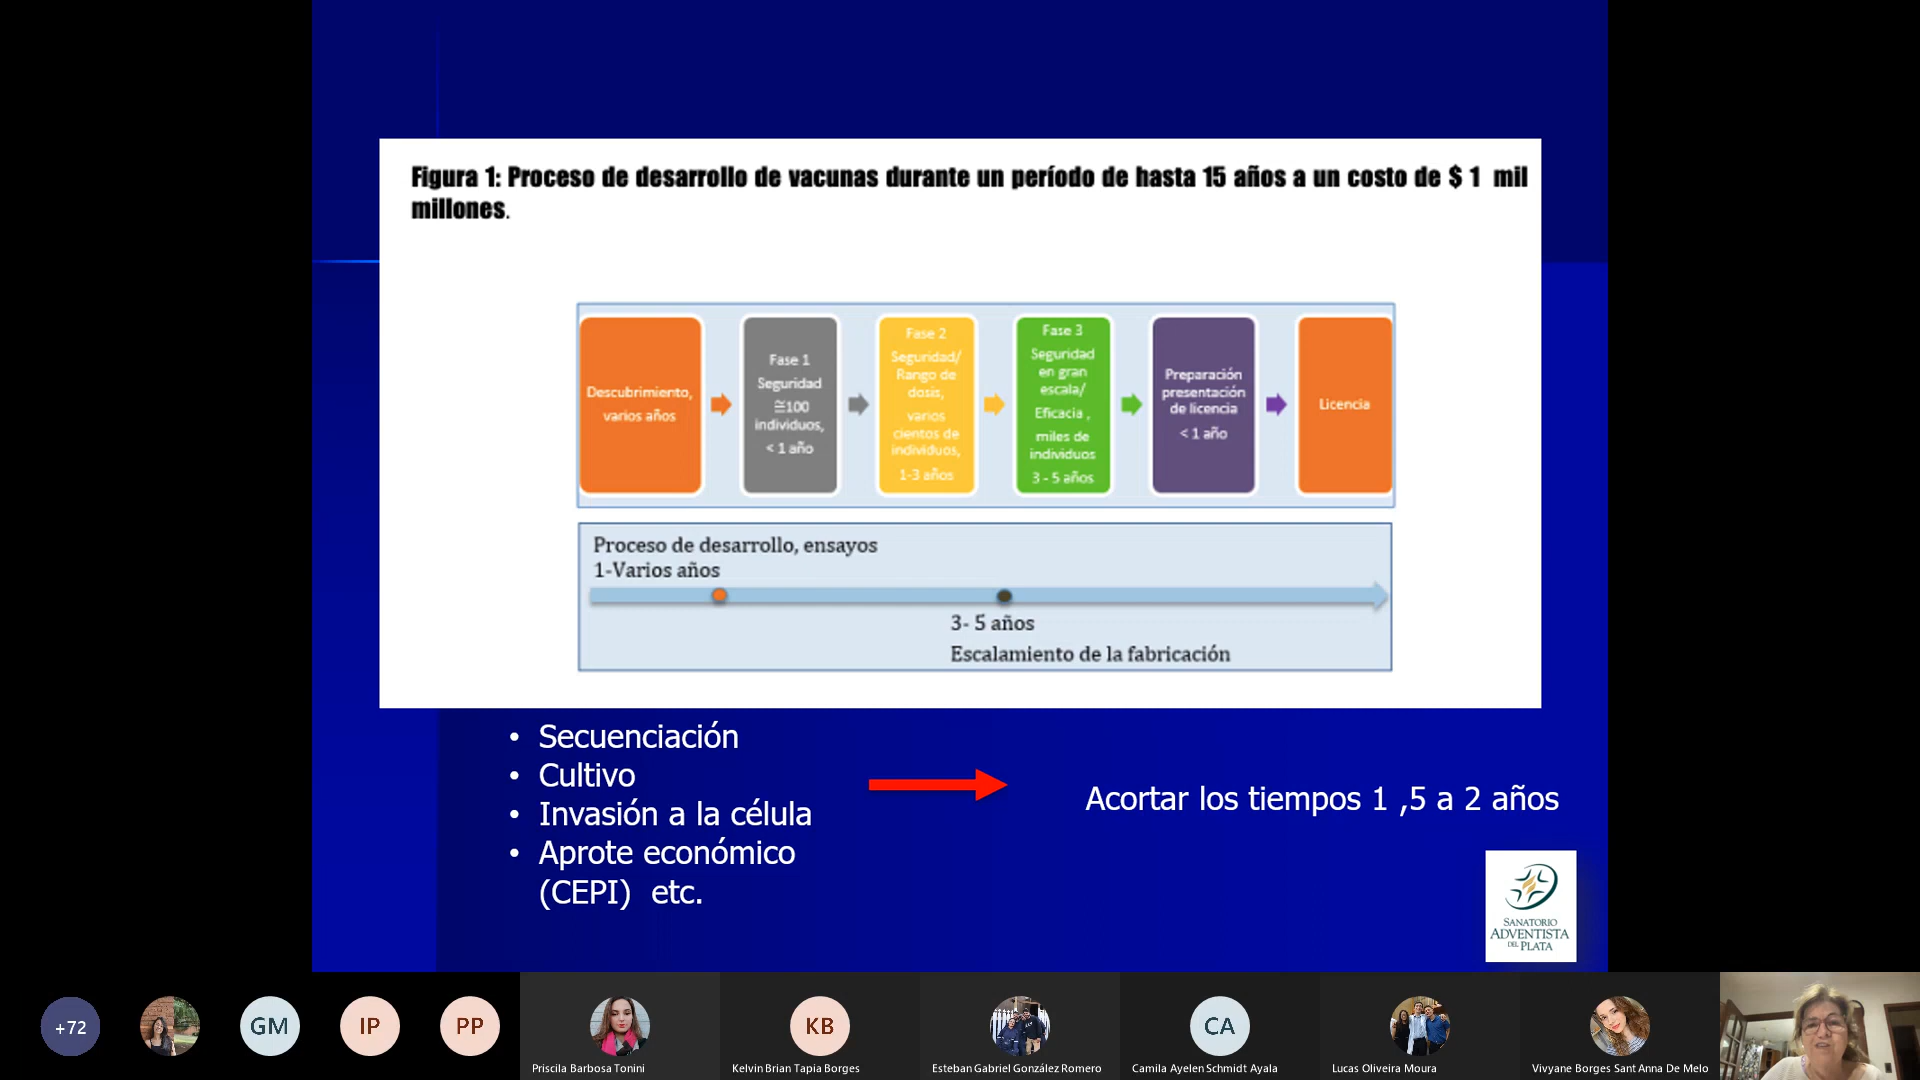 Figura 1: Proceso de desarrollo de vacunas durante un período de hasta 15 años a un costo de $ 1 mil
millones.
Descubrimiento,
varios años
Fase 1
Seguridad
≅100
individuos,
< 1 año
Fase 2
Seguridad/
Rango de
dosis,
varios
cientos de
individuos,
1-3 años
Fase 3
Seguridad
en gran
escala/
Eficacia ,
miles de
individuos
3 - 5 años
Preparación
presentación
de licencia
< 1 año
Licencia
Proceso de desarrollo, ensayos
1-Varios años
3- 5 años
Escalamiento de la fabricación
• Secuenciación
• Cultivo
• Invasión a la célula
• Aprote económico
(CEPI) etc.
Acortar los tiempos 1 ,5 a 2 años
SANATORIO
ADVENTISTA
DEL PLATA
+72
GM
IP
PP
Priscila Barbosa Tonini
KB
Kelvin Brian Tapia Borges
Esteban Gabriel González Romero
CA
Camila Ayelen Schmidt Ayala
Lucas Oliveira Moura
Vivyane Borges Sant Anna De Melo